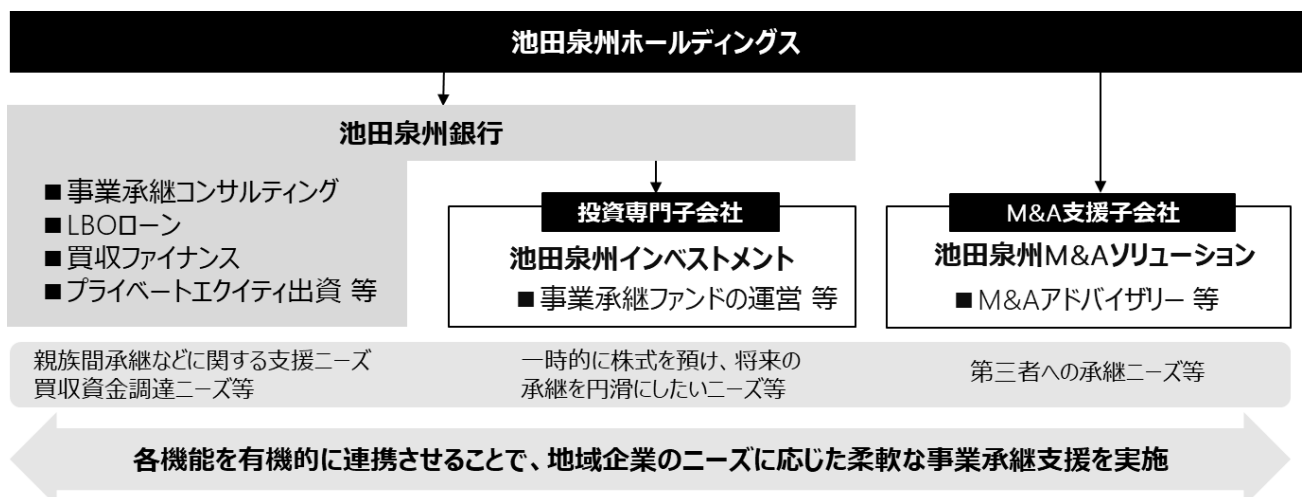 池田泉州ホールディングス
池田泉州銀行
■事業承継コンサルティング
■LBOローン
■買収ファイナンス
■プライベートエクイティ出資 等
投資専門子会社
池田泉州インベストメント
■事業承継ファンドの運営 等
M&A支援子会社
池田泉州M&Aソリューション
■M&Aアドバイザリー 等
親族間承継などに関する支援ニーズ
買収資金調達ニーズ等
一時的に株式を預け、将来の
承継を円滑にしたいニーズ等
第三者への承継ニーズ等
各機能を有機的に連携させることで、地域企業のニーズに応じた柔軟な事業承継支援を実施